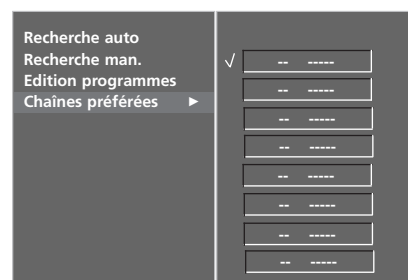 Recherche auto
Recherche man.
Edition programmes
Chaînes préférées ►
√ -- -----
-- -----
-- -----
-- -----
-- -----
-- -----
-- -----
-- -----